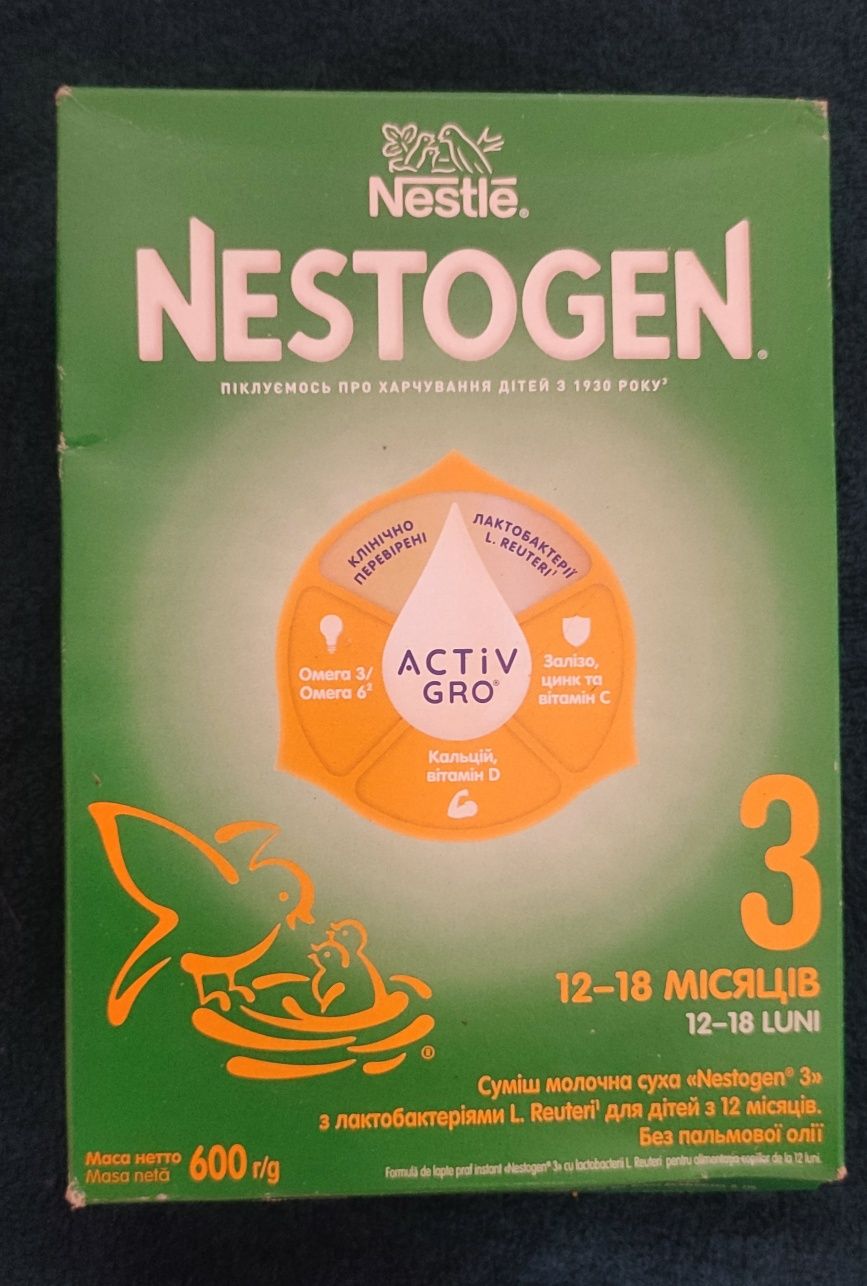 Nestlē®
NESTOGEN®
ПІКЛУЄМОСЬ ПРО ХАРЧУВАННЯ ДІТЕЙ З 1930 РОКУ³
КЛІНІЧНО
ПЕРЕВІРЕНІ
ЛАКТОБАКТЕРІЇ
L. REUTERI¹
Омега 3/
Омега 6²
ACTiV
GRO®
Залізо,
цинк та
вітамін С
Кальцій,
вітамін D
3
12–18 МІСЯЦІВ
12–18 LUNI
®
Суміш молочна суха «Nestogen® 3»
з лактобактеріями L. Reuteri¹ для дітей з 12 місяців.
Без пальмової олії
Formulă de lapte praf instant «Nestogen® 3» cu lactobacterii L. Reuteri pentru alimentația copiilor de la 12 luni.
Маса нетто
Masa netă
600 г/g